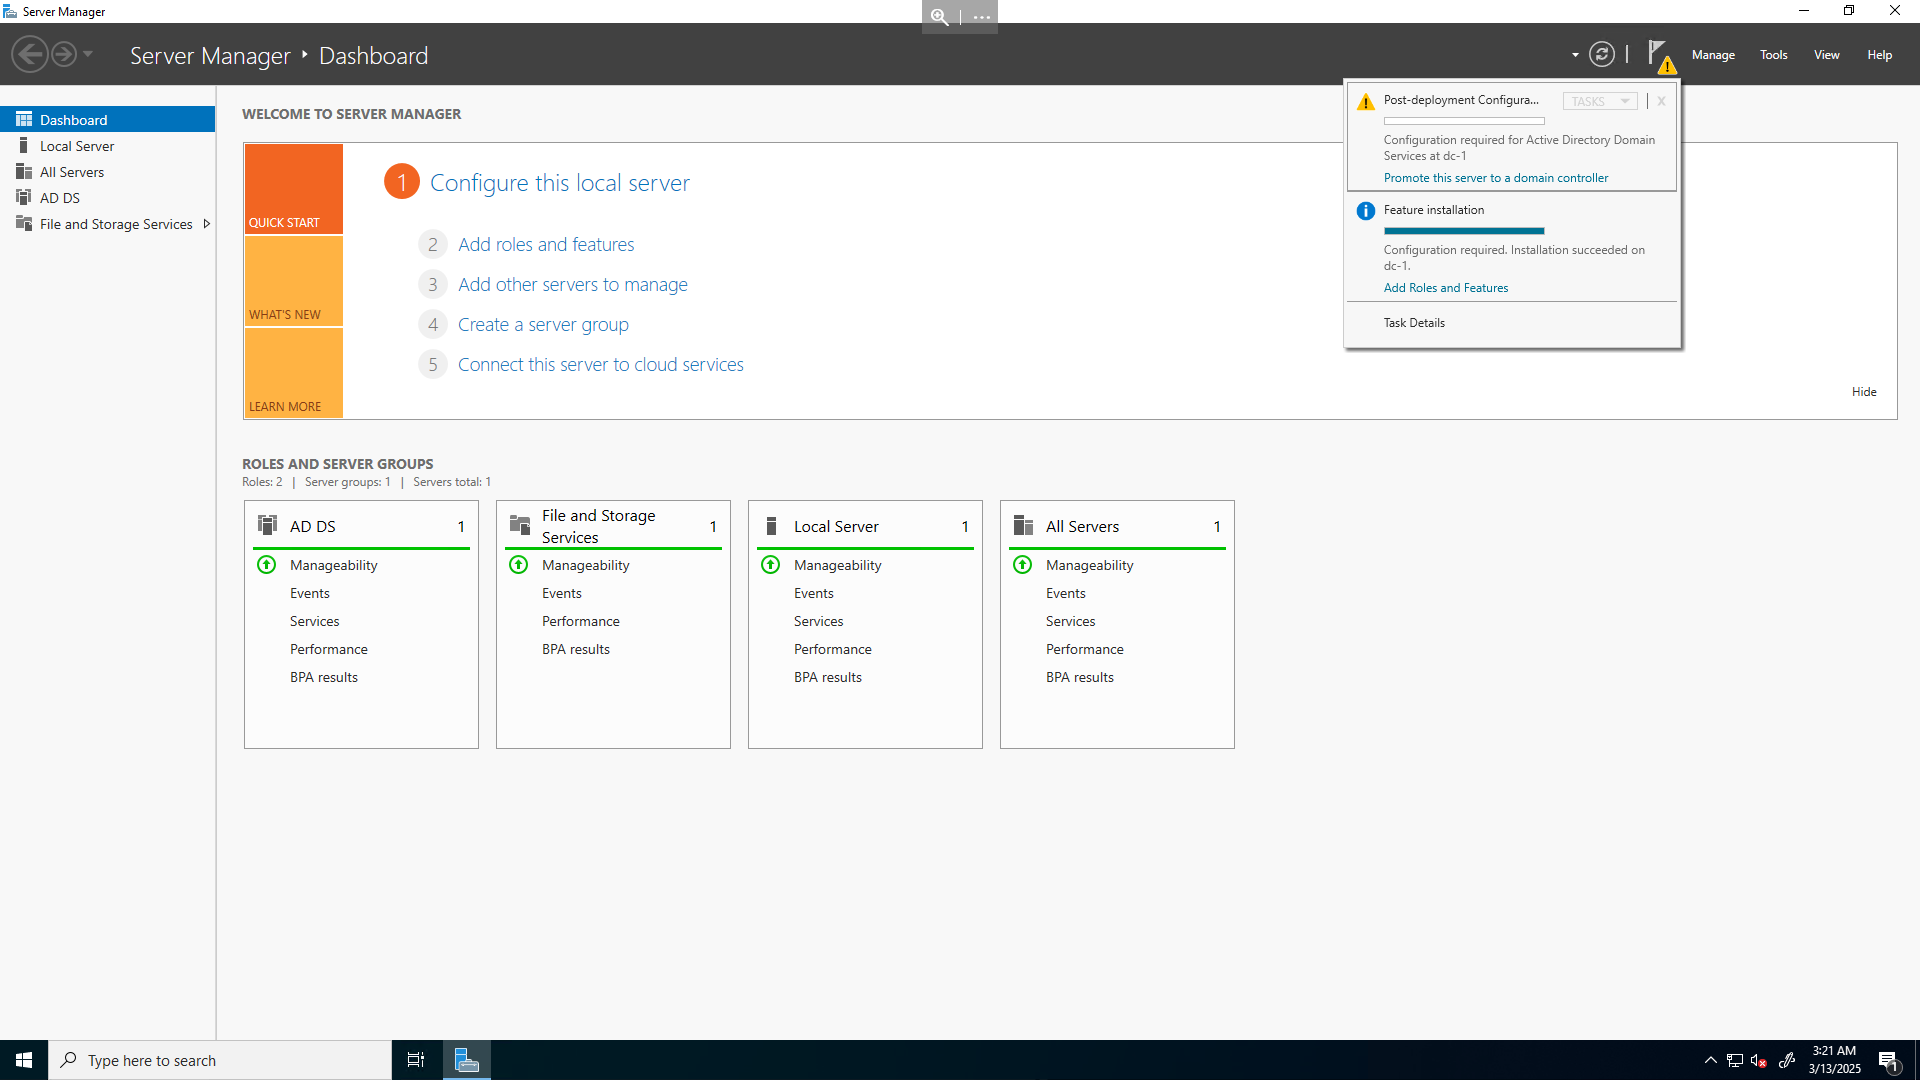 Server Manager
Server Manager ‣ Dashboard
Manage
Tools
View
Help
Dashboard
Local Server
All Servers
AD DS
File and Storage Services
WELCOME TO SERVER MANAGER
QUICK START
WHAT'S NEW
LEARN MORE
1 Configure this local server
2 Add roles and features
3 Add other servers to manage
4 Create a server group
5 Connect this server to cloud services
Hide
Post-deployment Configura...
TASKS
X
Configuration required for Active Directory Domain
Services at dc-1
Promote this server to a domain controller
Feature installation
Configuration required. Installation succeeded on
dc-1.
Add Roles and Features
Task Details
ROLES AND SERVER GROUPS
Roles: 2 | Server groups: 1 | Servers total: 1
AD DS 1
Manageability
Events
Services
Performance
BPA results
File and Storage
Services
1
Manageability
Events
Performance
BPA results
Local Server 1
Manageability
Events
Services
Performance
BPA results
All Servers 1
Manageability
Events
Services
Performance
BPA results
Type here to search
3:21 AM
3/13/2025
1